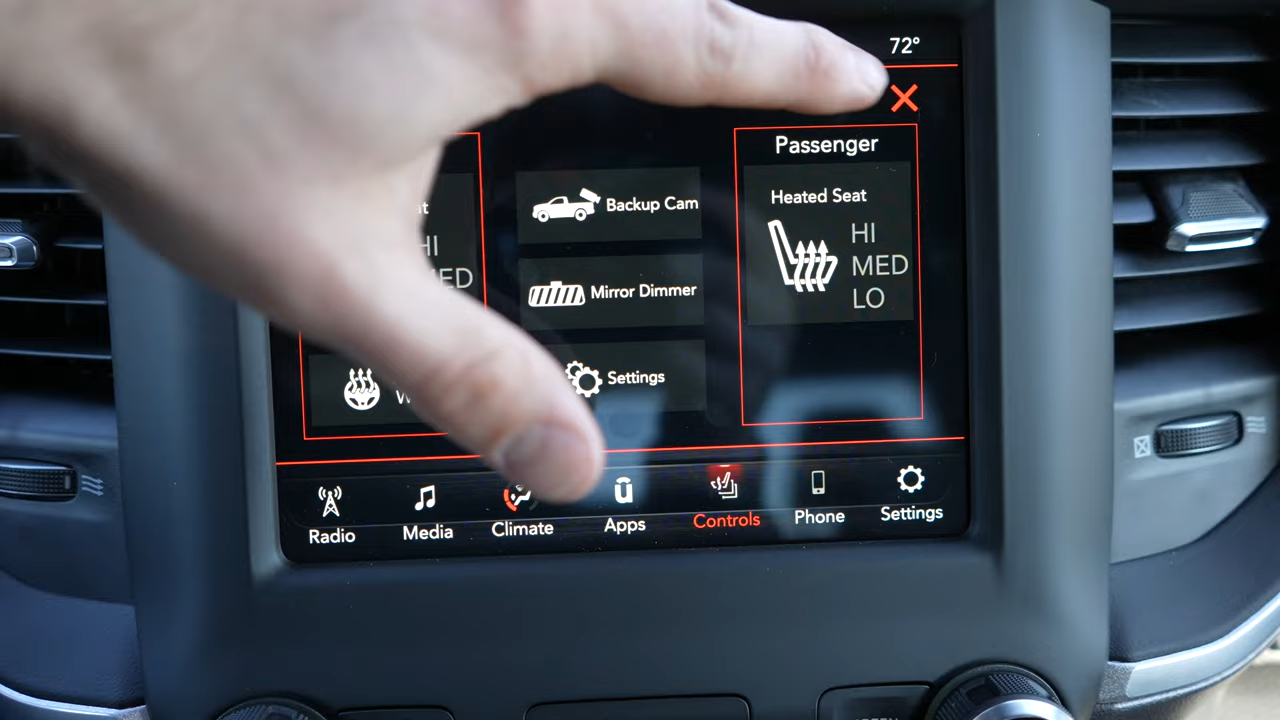 72°
Passenger
Heated Seat
HI
MED
LO
Backup Cam
Mirror Dimmer
Settings
HI
Radio
Media
Climate
Apps
Controls
Phone
Settings